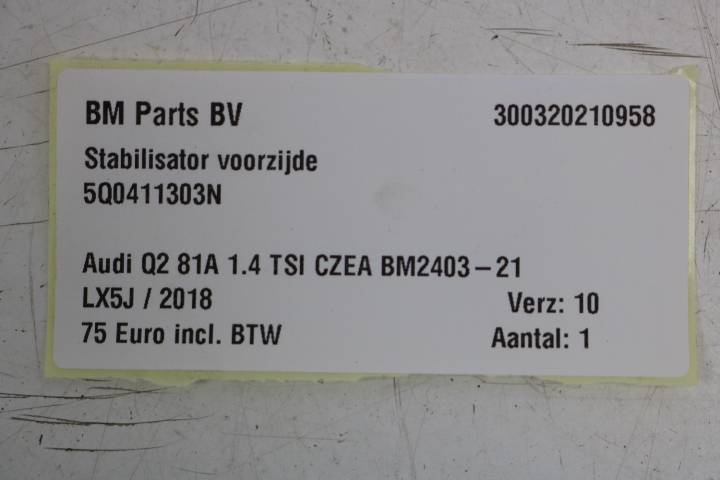 BM Parts BV 300320210958
Stabilisator voorzijde
5Q0411303N
Audi Q2 81A 1.4 TSI CZEA BM2403-21
LX5J / 2018 Verz: 10
75 Euro incl. BTW Aantal: 1